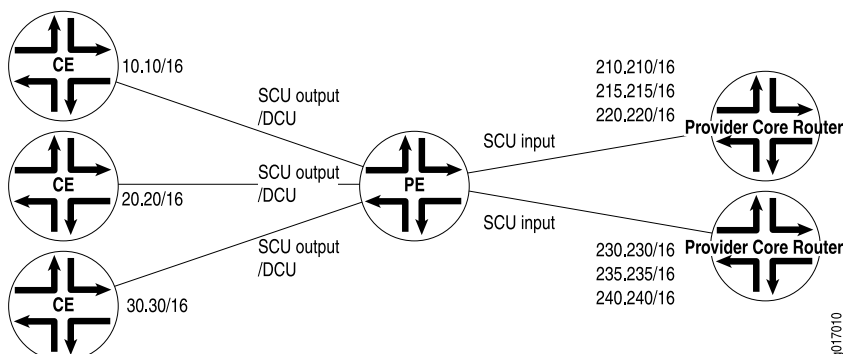 CE
10.10/16
SCU output
/DCU
CE
20.20/16
SCU output
/DCU
CE
30.30/16
SCU output
/DCU
PE
SCU input
SCU input
210.210/16
215.215/16
220.220/16
Provider Core Router
Provider Core Router
230.230/16
235.235/16
240.240/16
g017010